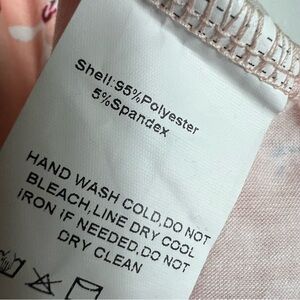 Shell:95%Polyester
5%Spandex
HAND WASH COLD,DO NOT
BLEACH,LINE DRY COOL
IRON IF NEEDED,DO NOT
DRY CLEAN